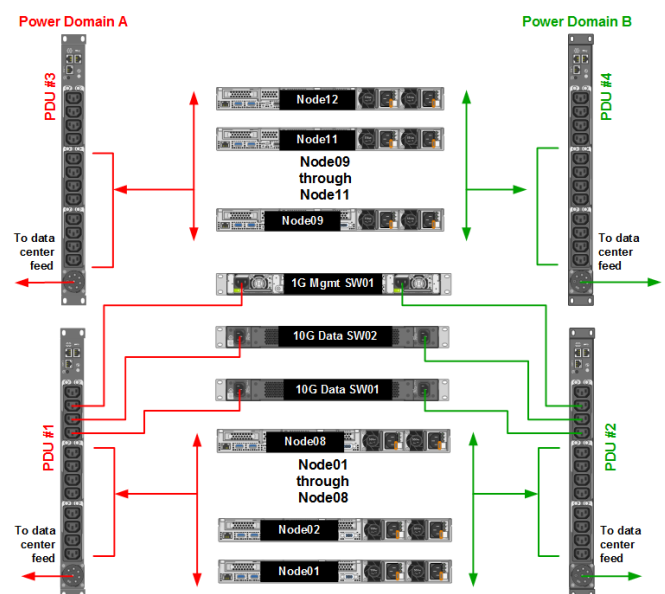 Power Domain A
Power Domain B
PDU #3
PDU #4
Node12
Node11
Node09
through
Node11
Node09
To data
center
feed
To data
center
feed
1G Mgmt SW01
10G Data SW02
10G Data SW01
PDU #1
PDU #2
Node08
Node01
through
Node08
Node02
Node01
To data
center
feed
To data
center
feed